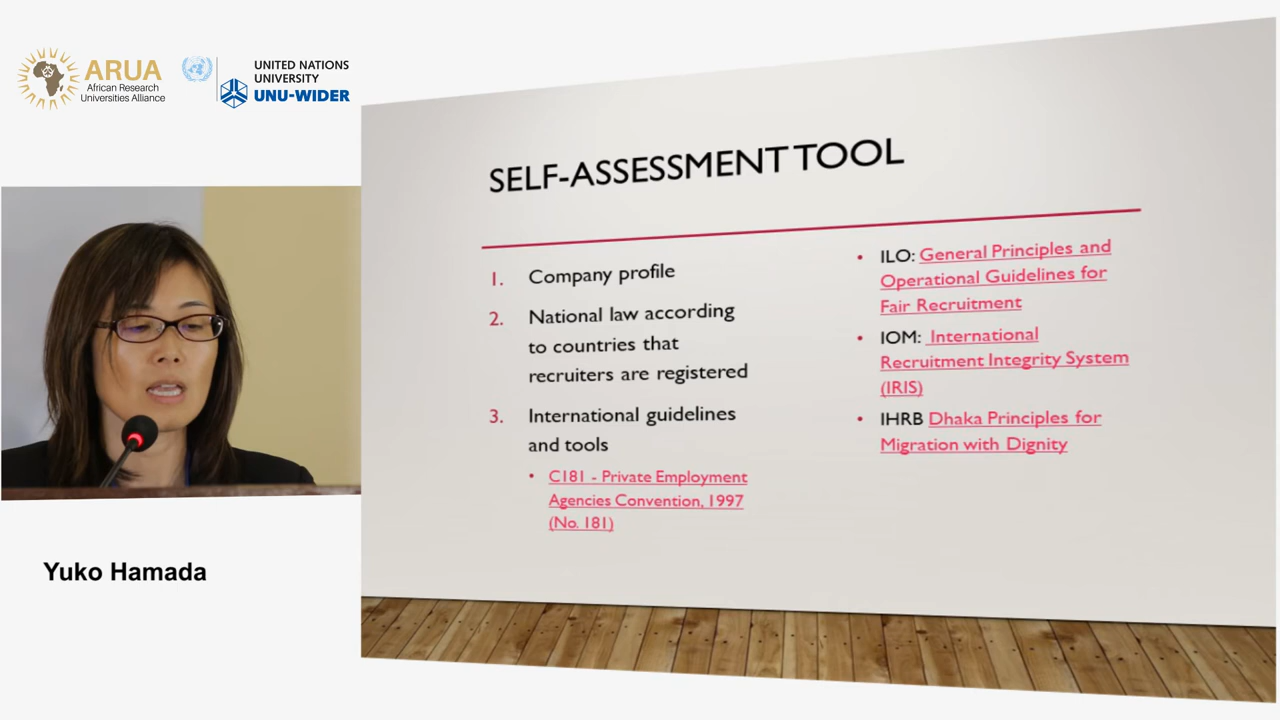 ARUA
African Research
Universities Alliance
UNITED NATIONS
UNIVERSITY
UNU-WIDER
SELF-ASSESSMENT TOOL
1. Company profile
2. National law according
to countries that
recruiters are registered
3. International guidelines
and tools
• C181 - Private Employment
Agencies Convention, 1997
(No. 181)
• ILO: General Principles and
Operational Guidelines for
Fair Recruitment
• IOM: International
Recruitment Integrity System
(IRIS)
• IHRB Dhaka Principles for
Migration with Dignity
Yuko Hamada